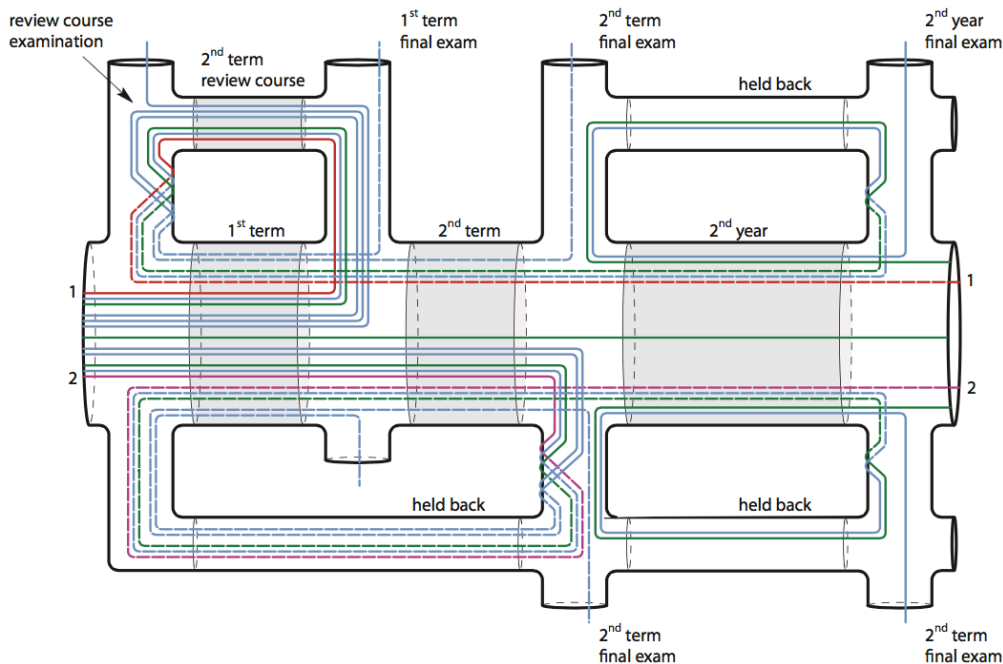 review course
examination
1st term
final exam
2nd term
final exam
2nd year
final exam
2nd term
review course
held back
1st term
2nd term
2nd year
1
1
2
2
held back
held back
2nd term
final exam
2nd term
final exam